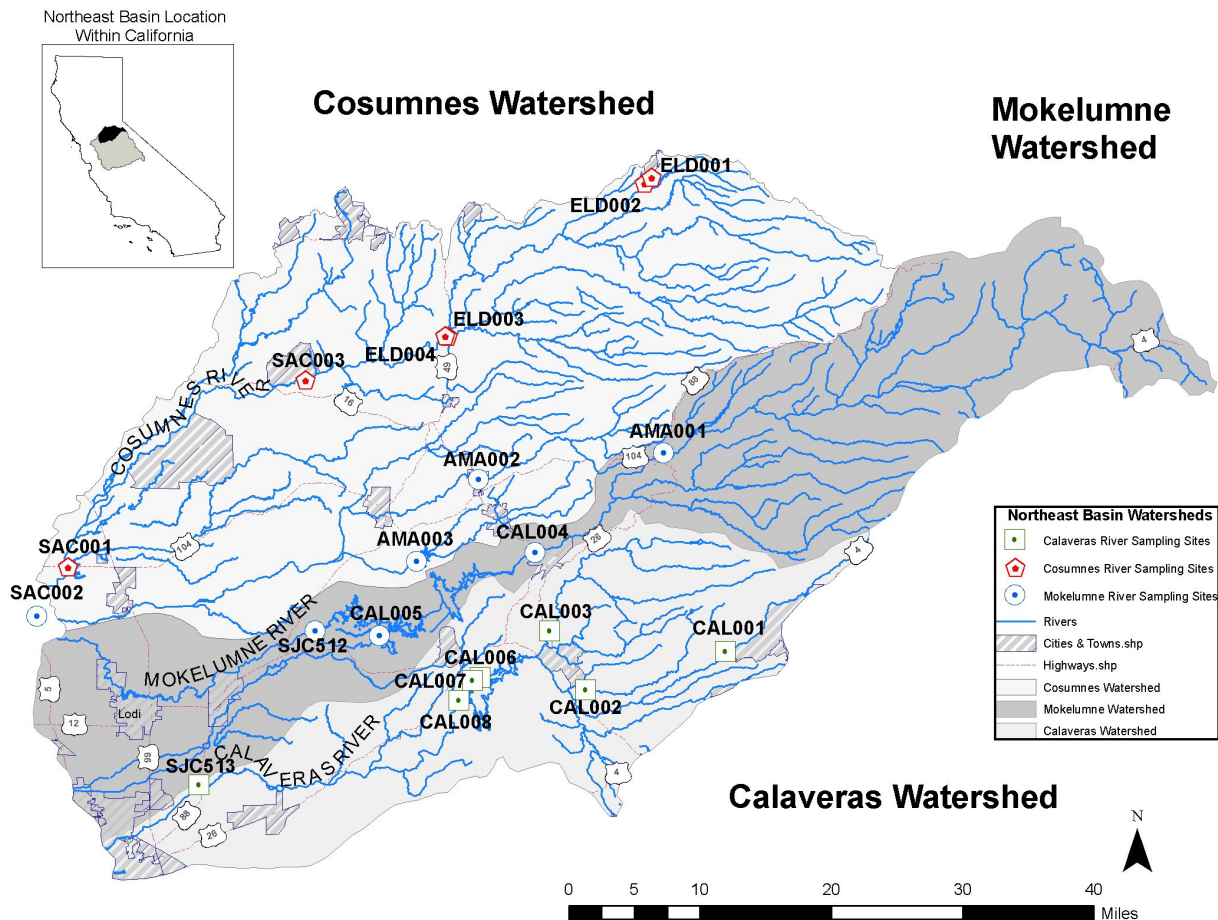 Northeast Basin Location
Within California
Cosumnes Watershed
Mokelumne
Watershed
ELD001
ELD002
ELD003
ELD004
SAC003
49
4
88
16
COSUMNES RIVER
AMA001
104
AMA002
CAL004
26
AMA003
4
SAC001
104
SAC002
CAL005
CAL003
CAL001
MOKELUMNE RIVER
SJC512
CAL006
CAL007
CAL002
CAL008
5
12
Lodi
99
CALAVERAS RIVER
SJC513
4
88
26
Northeast Basin Watersheds
Calaveras River Sampling Sites
Cosumnes River Sampling Sites
Mokelumne River Sampling Sites
Rivers
Cities & Towns.shp
Highways.shp
Cosumnes Watershed
Mokelumne Watershed
Calaveras Watershed
Calaveras Watershed
N
0 10 20 30 40
Miles